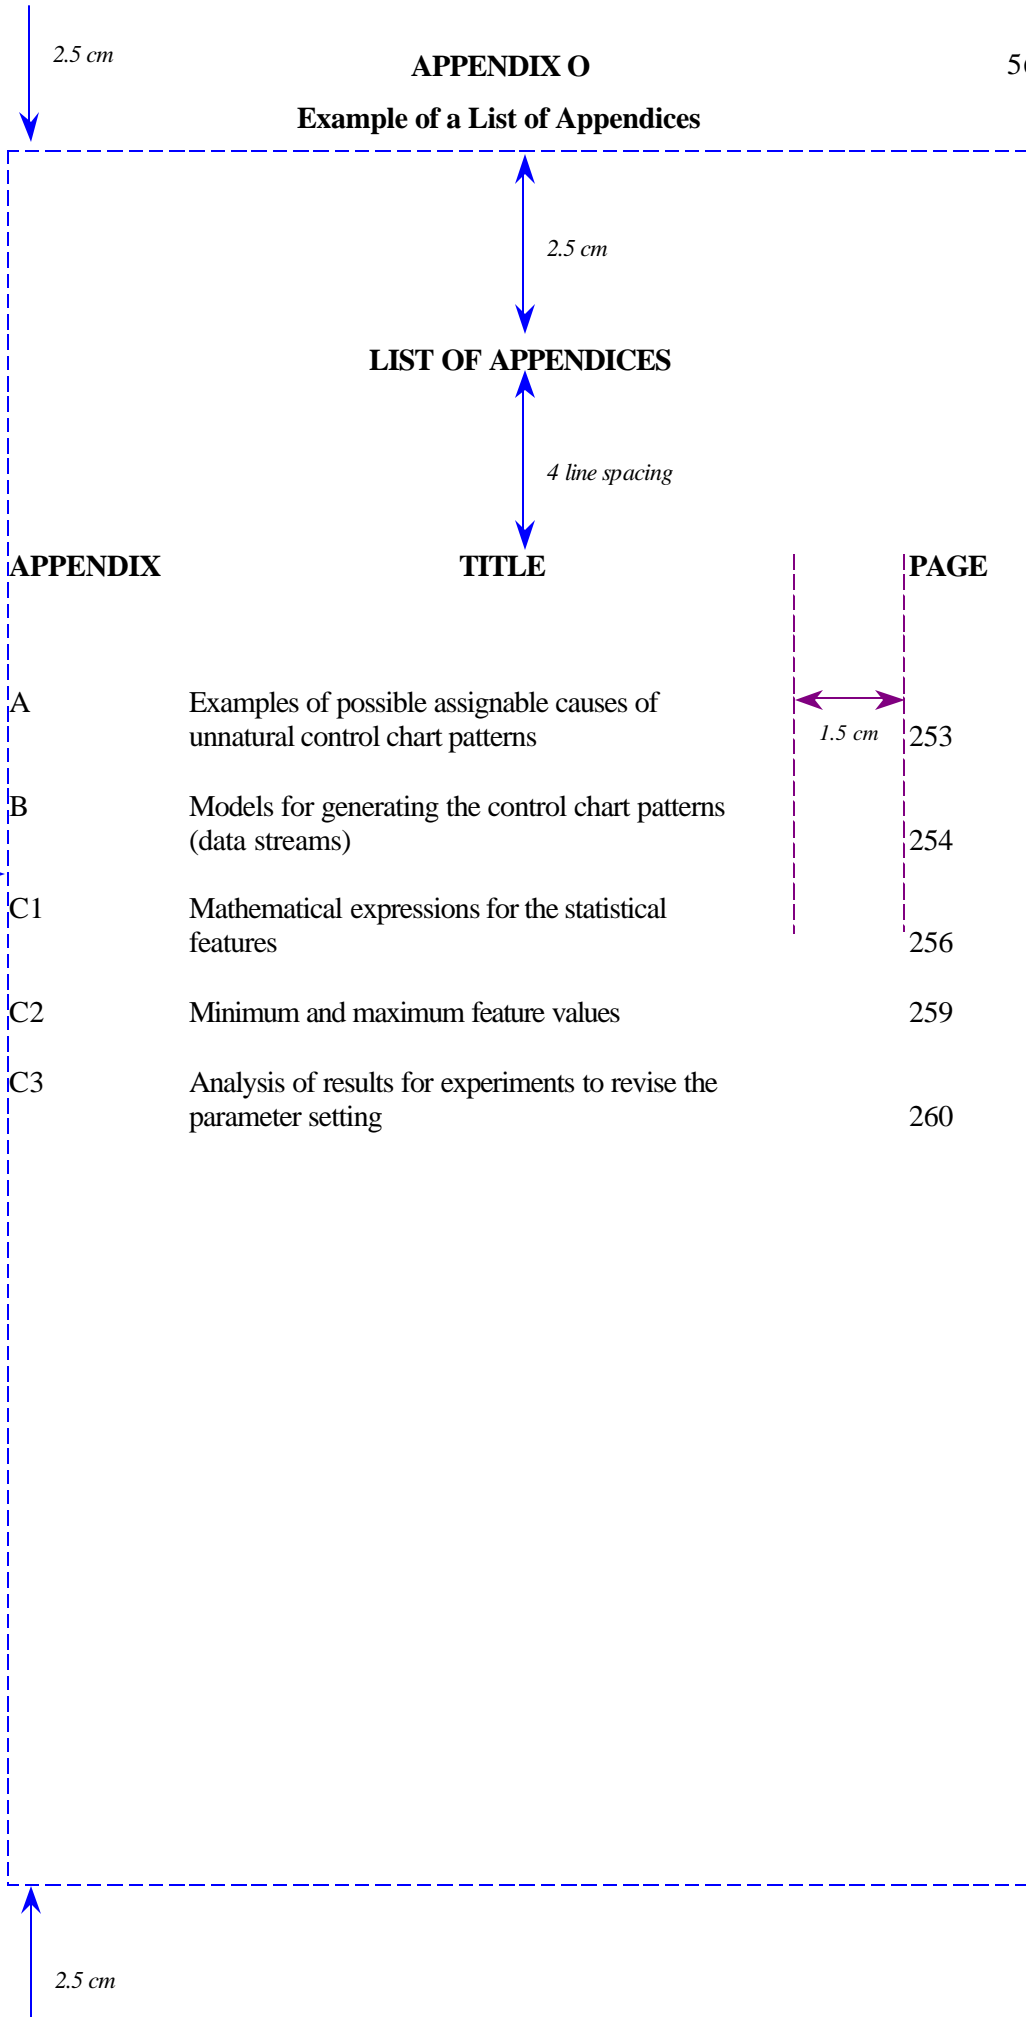 2.5 cm
APPENDIX O
Example of a List of Appendices
2.5 cm
LIST OF APPENDICES
4 line spacing
APPENDIX TITLE PAGE
A Examples of possible assignable causes of
unnatural control chart patterns 1.5 cm 253
B Models for generating the control chart patterns
(data streams) 254
C1 Mathematical expressions for the statistical
features 256
C2 Minimum and maximum feature values 259
C3 Analysis of results for experiments to revise the
parameter setting 260
2.5 cm